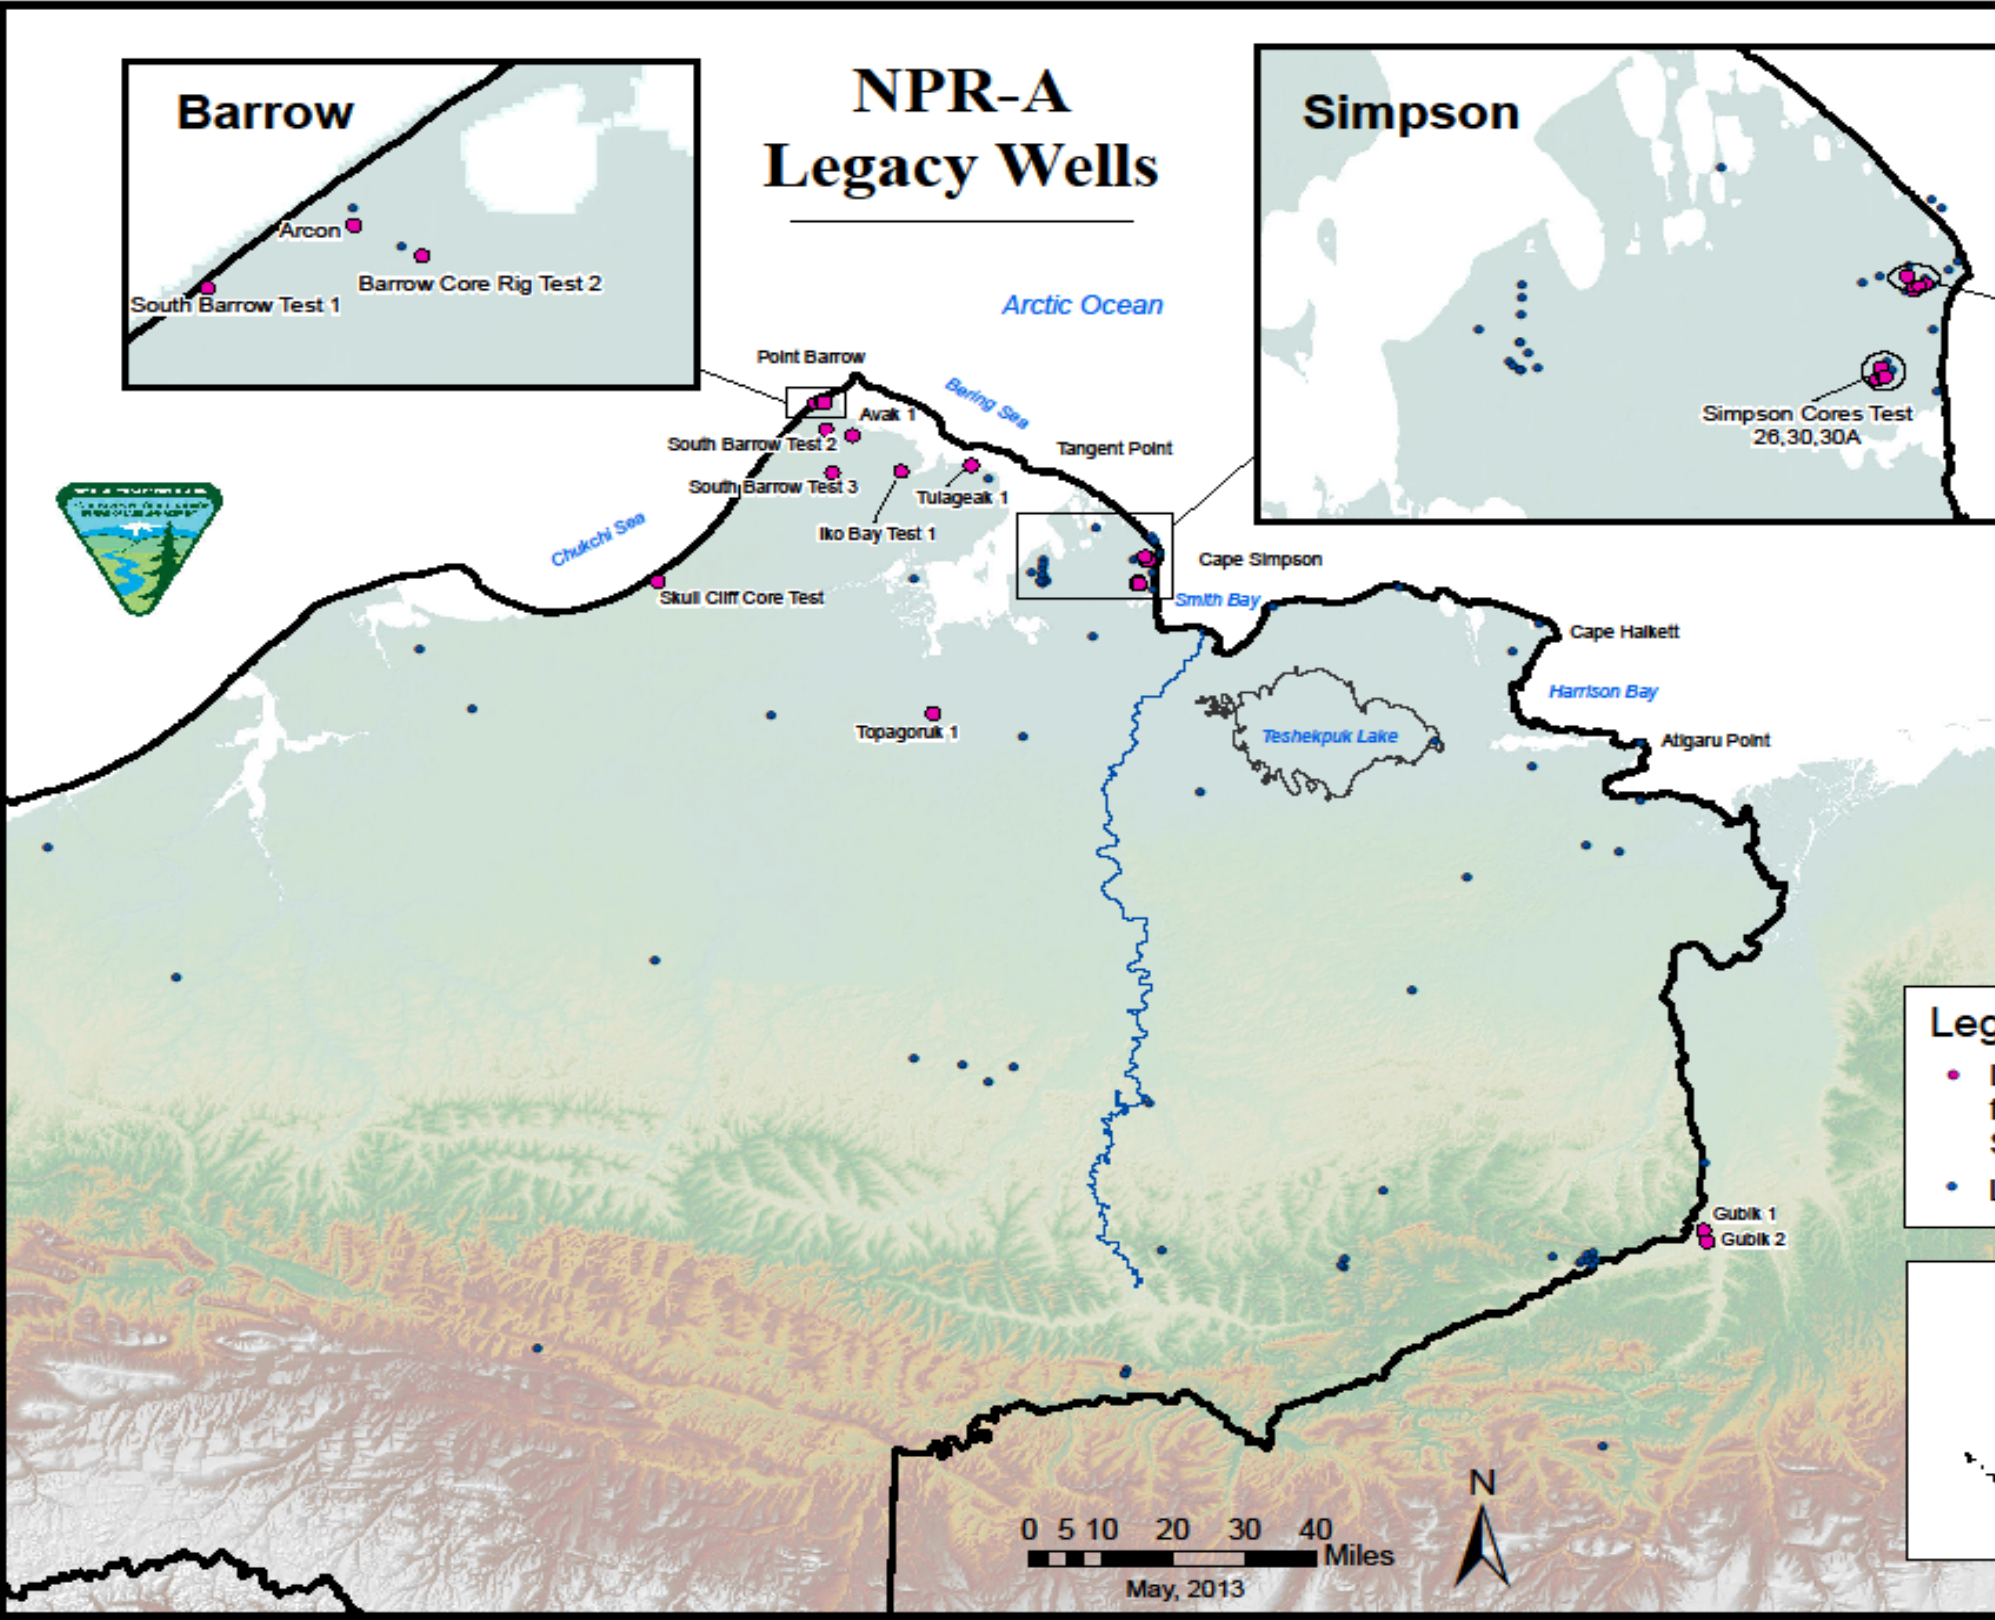 NPR-A
Legacy Wells
Barrow
Arcon
Barrow Core Rig Test 2
South Barrow Test 1
Simpson
Simpson Cores Test
26,30,30A
Arctic Ocean
Point Barrow
Bering Sea
Avak 1
South Barrow Test 2
Tangent Point
South Barrow Test 3
Tulageak 1
Iko Bay Test 1
Chukchi Sea
Cape Simpson
Skull Cliff Core Test
Smith Bay
Cape Halkett
Harrison Bay
Topagoruk 1
Teshekpuk Lake
Atigaru Point
Leg
Gubik 1
Gubik 2
N
0 5 10 20 30 40
Miles
May, 2013